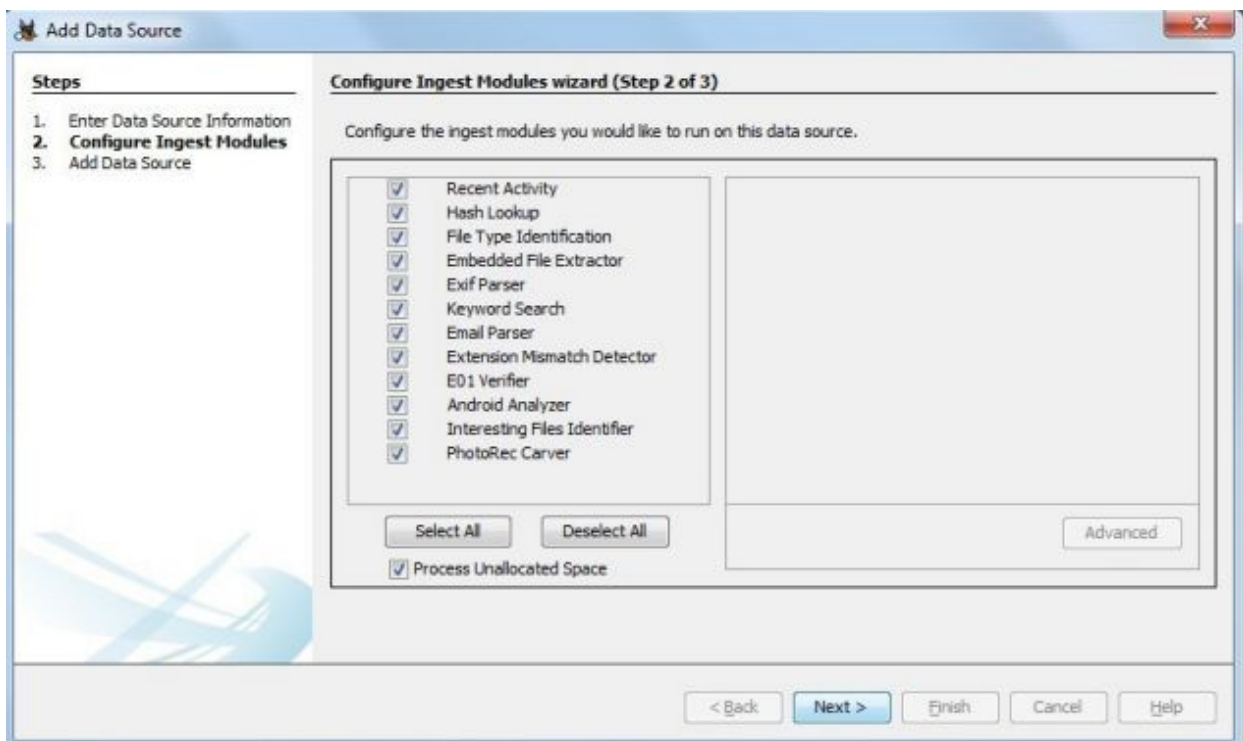 Add Data Source
Steps
1. Enter Data Source Information
2. Configure Ingest Modules
3. Add Data Source
Configure Ingest Modules wizard (Step 2 of 3)
Configure the ingest modules you would like to run on this data source.
Recent Activity
Hash Lookup
File Type Identification
Embedded File Extractor
Exif Parser
Keyword Search
Email Parser
Extension Mismatch Detector
E01 Verifier
Android Analyzer
Interesting Files Identifier
PhotoRec Carver
Select All
Deselect All
Process Unallocated Space
Advanced
< Back
Next >
Finish
Cancel
Help